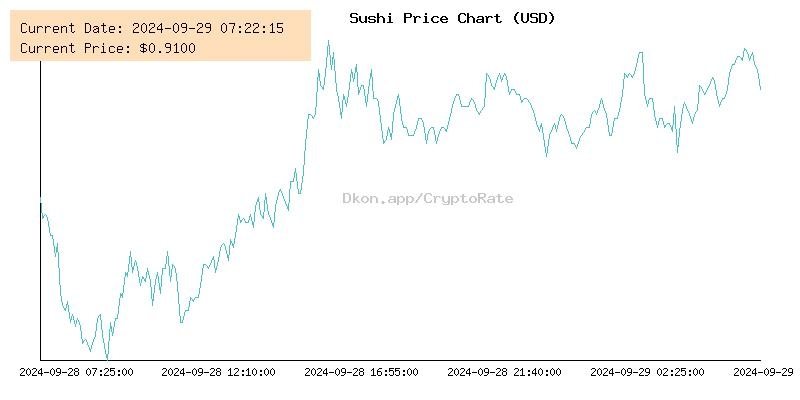 Sushi Price Chart (USD)
Current Date: 2024-09-29 07:22:15
Current Price: $0.9100
Dkon.app/CryptoRate
2024-09-28 07:25:00 2024-09-28 12:10:00 2024-09-28 16:55:00 2024-09-28 21:40:00 2024-09-29 02:25:00 2024-09-29